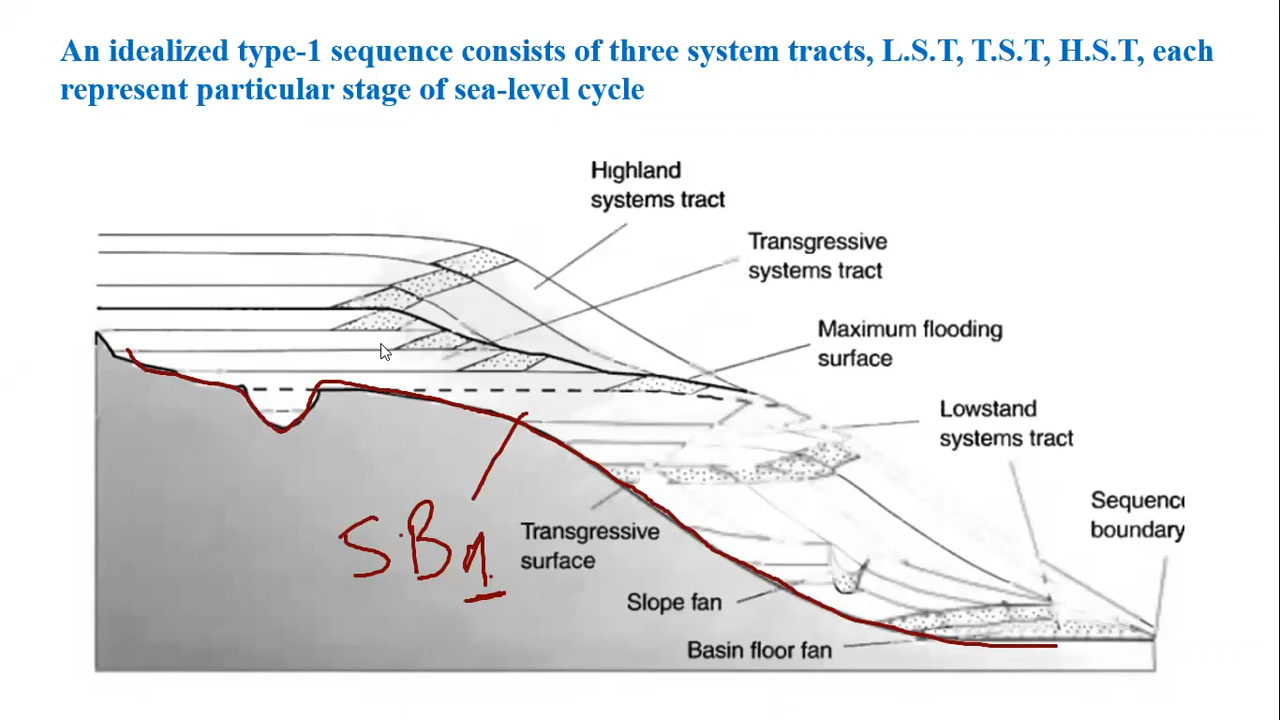 An idealized type-1 sequence consists of three system tracts, L.S.T, T.S.T, H.S.T, each
represent particular stage of sea-level cycle
Highland
systems tract
Transgressive
systems tract
Maximum flooding
surface
Lowstand
systems tract
Sequenc
boundary
S.B1
Transgressive
surface
Slope fan
Basin floor fan